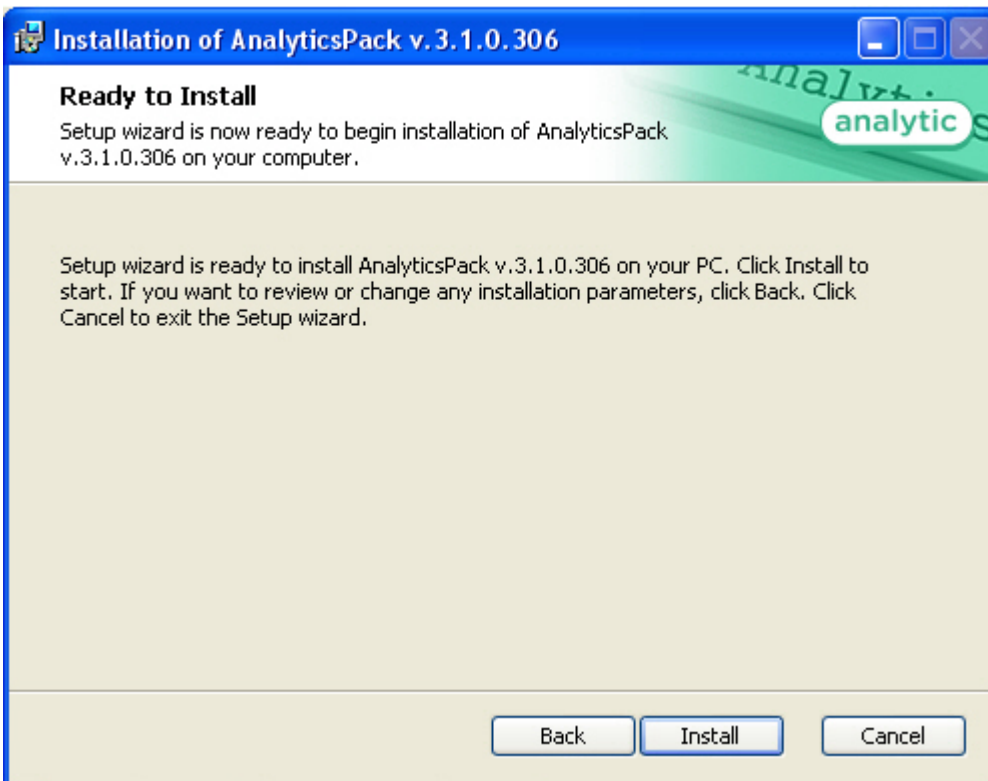 Installation of AnalyticsPack v.3.1.0.306
Analytics
Ready to Install
analytic
Setup wizard is now ready to begin installation of AnalyticsPack
v.3.1.0.306 on your computer.
Setup wizard is ready to install AnalyticsPack v.3.1.0.306 on your PC. Click Install to
start. If you want to review or change any installation parameters, click Back. Click
Cancel to exit the Setup wizard.
Back
Install
Cancel